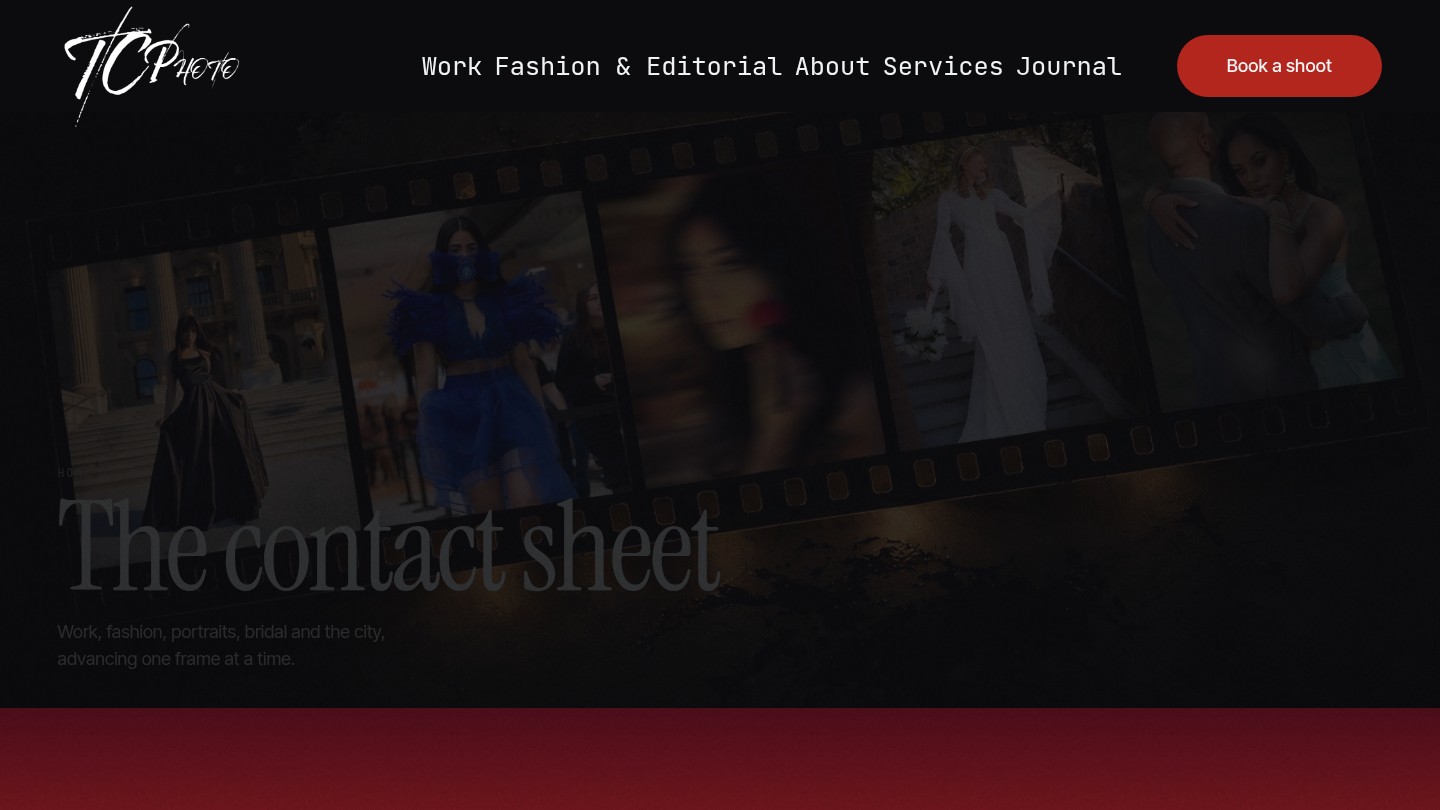 TCPHOTO
Work Fashion & Editorial About Services Journal
Book a shoot
The contact sheet
Work, fashion, portraits, bridal and the city,
advancing one frame at a time.